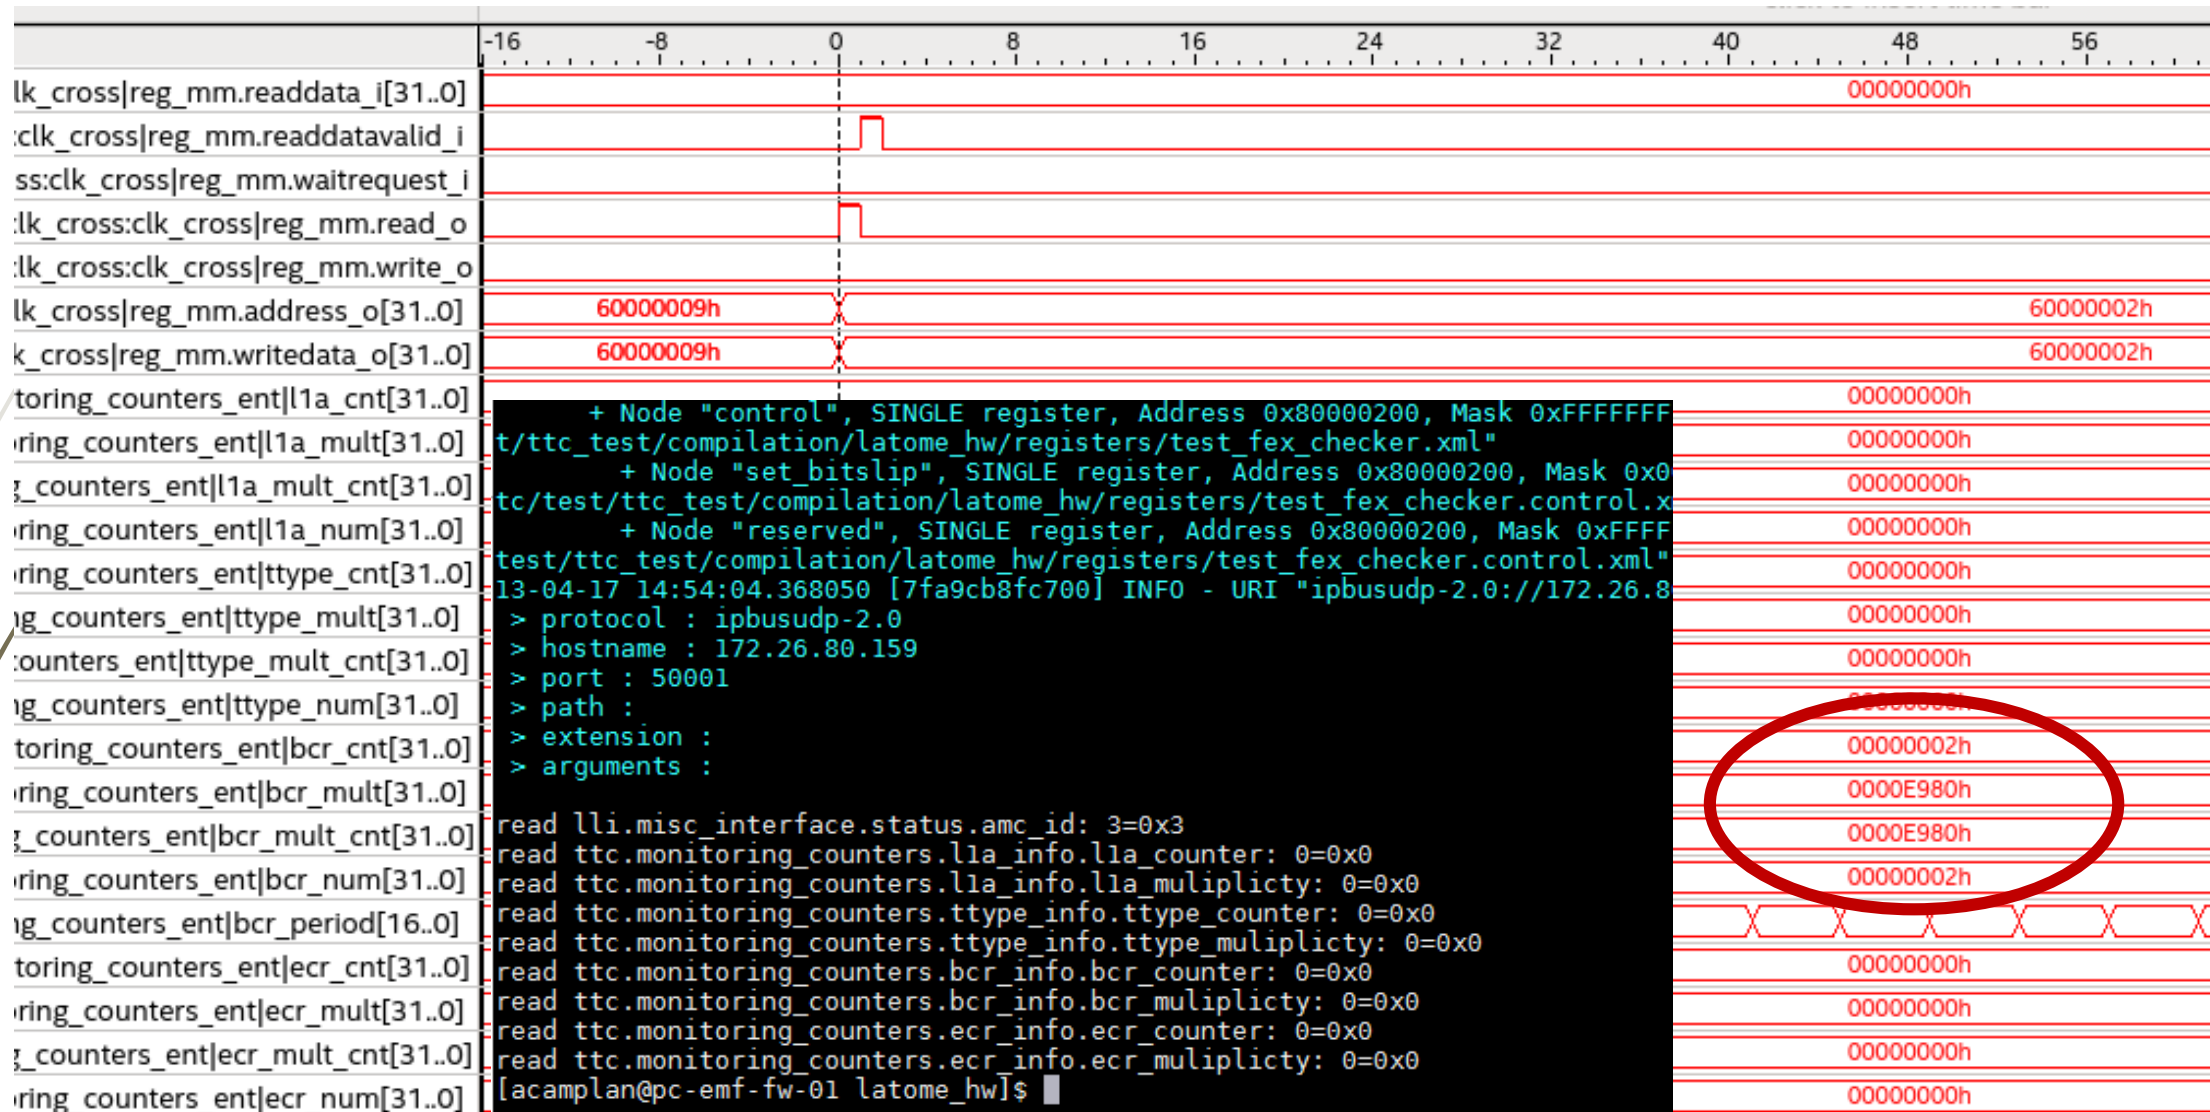 -16 -8 0 8 16 24 32 40 48 56
lk_cross|reg_mm.readdata_i[31..0] 00000000h
:clk_cross|reg_mm.readdatavalid_i
ss:clk_cross|reg_mm.waitrequest_i
:lk_cross:clk_cross|reg_mm.read_o
:lk_cross:clk_cross|reg_mm.write_o
lk_cross|reg_mm.address_o[31..0] 60000009h 60000002h
k_cross|reg_mm.writedata_o[31..0] 60000009h 60000002h
toring_counters_ent|l1a_cnt[31..0] 00000000h
ring_counters_ent|l1a_mult[31..0] 00000000h
g_counters_ent|l1a_mult_cnt[31..0] 00000000h
ring_counters_ent|l1a_num[31..0] 00000000h
ring_counters_ent|ttype_cnt[31..0] 00000000h
ng_counters_ent|ttype_mult[31..0] 00000000h
counters_ent|ttype_mult_cnt[31..0] 00000000h
ng_counters_ent|ttype_num[31..0] 00000000h
toring_counters_ent|bcr_cnt[31..0] 00000002h
ring_counters_ent|bcr_mult[31..0] 0000E980h
g_counters_ent|bcr_mult_cnt[31..0] 0000E980h
ring_counters_ent|bcr_num[31..0] 00000002h
ng_counters_ent|bcr_period[16..0]
toring_counters_ent|ecr_cnt[31..0] 00000000h
ring_counters_ent|ecr_mult[31..0] 00000000h
g_counters_ent|ecr_mult_cnt[31..0] 00000000h
ring_counters_ent|ecr_num[31..0] 00000000h
+ Node "control", SINGLE register, Address 0x80000200, Mask 0xFFFFFFF
t/ttc_test/compilation/latome_hw/registers/test_fex_checker.xml"
+ Node "set_bitslip", SINGLE register, Address 0x80000200, Mask 0x0
tc/test/ttc_test/compilation/latome_hw/registers/test_fex_checker.control.x
+ Node "reserved", SINGLE register, Address 0x80000200, Mask 0xFFFF
test/ttc_test/compilation/latome_hw/registers/test_fex_checker.control.xml"
13-04-17 14:54:04.368050 [7fa9cb8fc700] INFO - URI "ipbusudp-2.0://172.26.8
> protocol : ipbusudp-2.0
> hostname : 172.26.80.159
> port : 50001
> path :
> extension :
> arguments :
read lli.misc_interface.status.amc_id: 3=0x3
read ttc.monitoring_counters.l1a_info.l1a_counter: 0=0x0
read ttc.monitoring_counters.l1a_info.l1a_muliplicty: 0=0x0
read ttc.monitoring_counters.ttype_info.ttype_counter: 0=0x0
read ttc.monitoring_counters.ttype_info.ttype_muliplicty: 0=0x0
read ttc.monitoring_counters.bcr_info.bcr_counter: 0=0x0
read ttc.monitoring_counters.bcr_info.bcr_muliplicty: 0=0x0
read ttc.monitoring_counters.ecr_info.ecr_counter: 0=0x0
read ttc.monitoring_counters.ecr_info.ecr_muliplicty: 0=0x0
[acamplan@pc-emf-fw-01 latome_hw]$